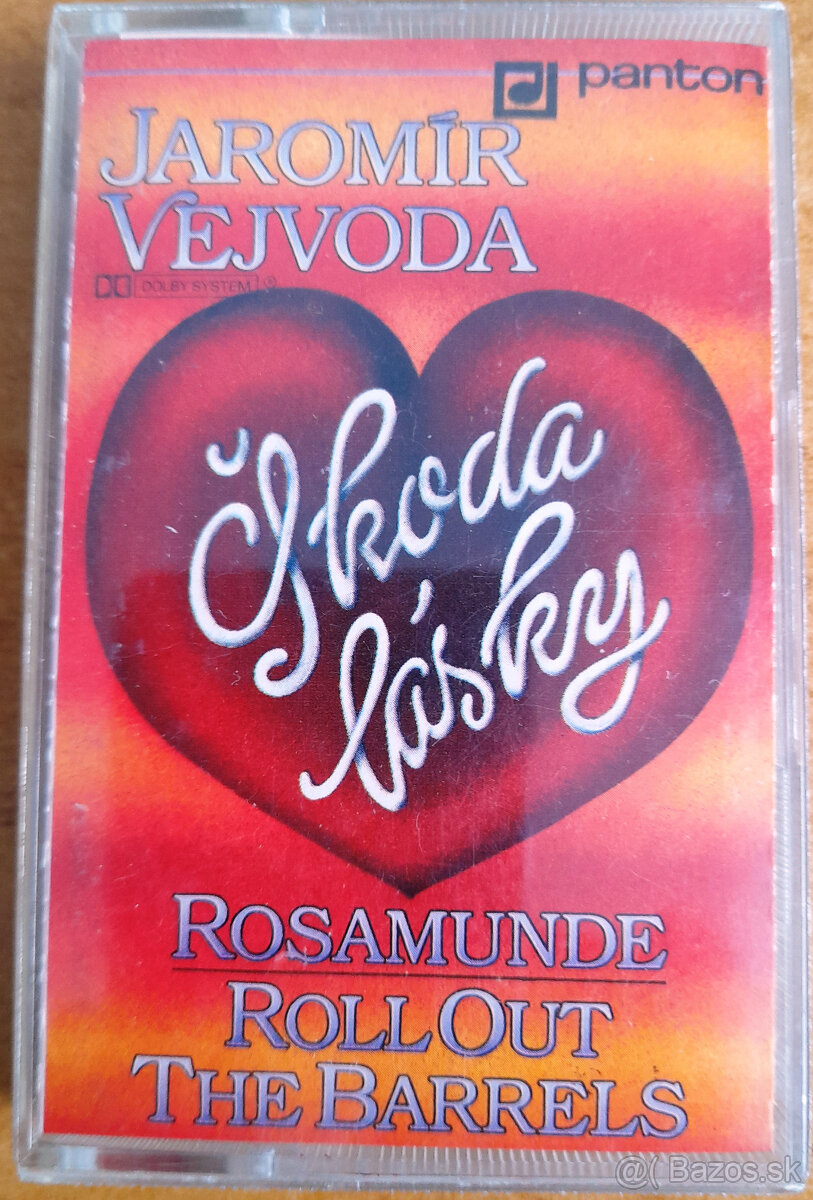 panton
JAROMÍR
VEJVODA
DOLBY SYSTEM ®
Škoda
lásky
ROSAMUNDE
ROLL OUT
THE BARRELS
@( Bazos.sk